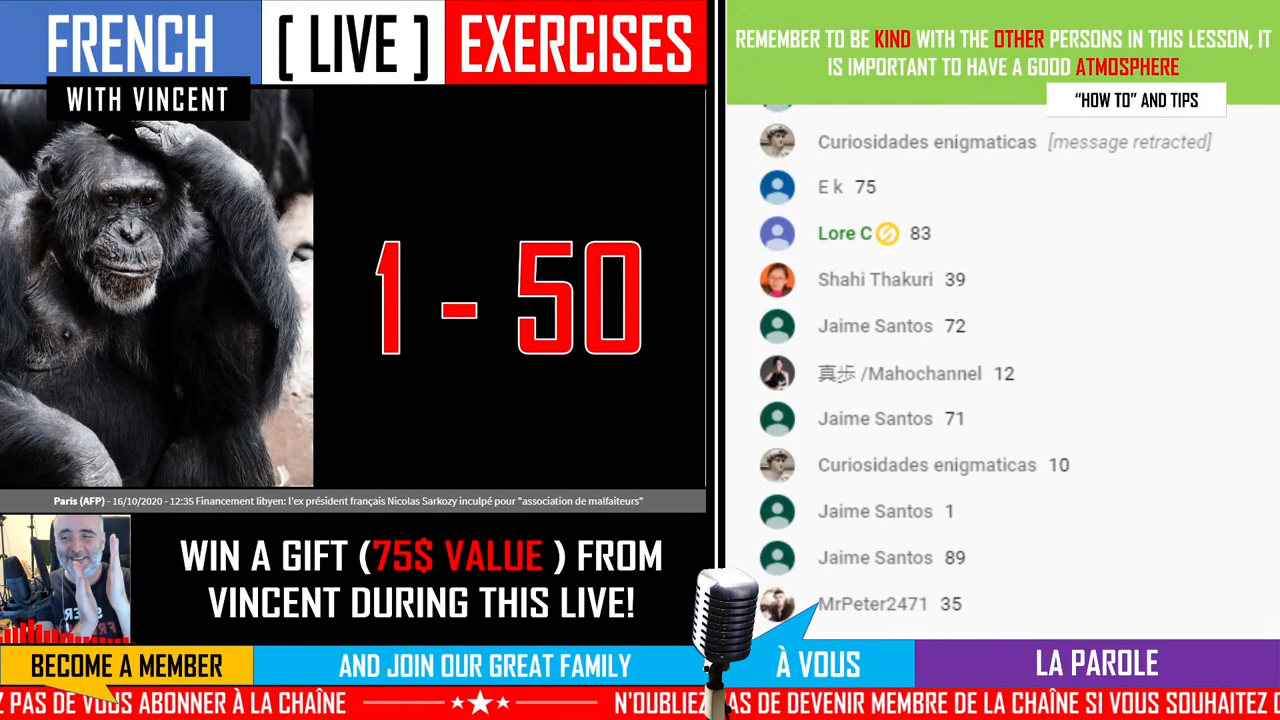 FRENCH [ LIVE ] EXERCISES
WITH VINCENT
1 - 50
Paris (AFP) - 16/10/2020 - 12:35 Financement libyen: l'ex président français Nicolas Sarkozy inculpé pour "association de malfaiteurs"
WIN A GIFT (75$ VALUE ) FROM
VINCENT DURING THIS LIVE!
REMEMBER TO BE KIND WITH THE OTHER PERSONS IN THIS LESSON, IT
IS IMPORTANT TO HAVE A GOOD ATMOSPHERE
“HOW TO” AND TIPS
Curiosidades enigmaticas [message retracted]
E k 75
Lore C 83
Shahi Thakuri 39
Jaime Santos 72
真歩 /Mahochannel 12
Jaime Santos 71
Curiosidades enigmaticas 10
Jaime Santos 1
Jaime Santos 89
MrPeter2471 35
BECOME A MEMBER AND JOIN OUR GREAT FAMILY À VOUS LA PAROLE
PAS DE VOUS ABONNER À LA CHAÎNE N'OUBLIEZ PAS DE DEVENIR MEMBRE DE LA CHAÎNE SI VOUS SOUHAITEZ